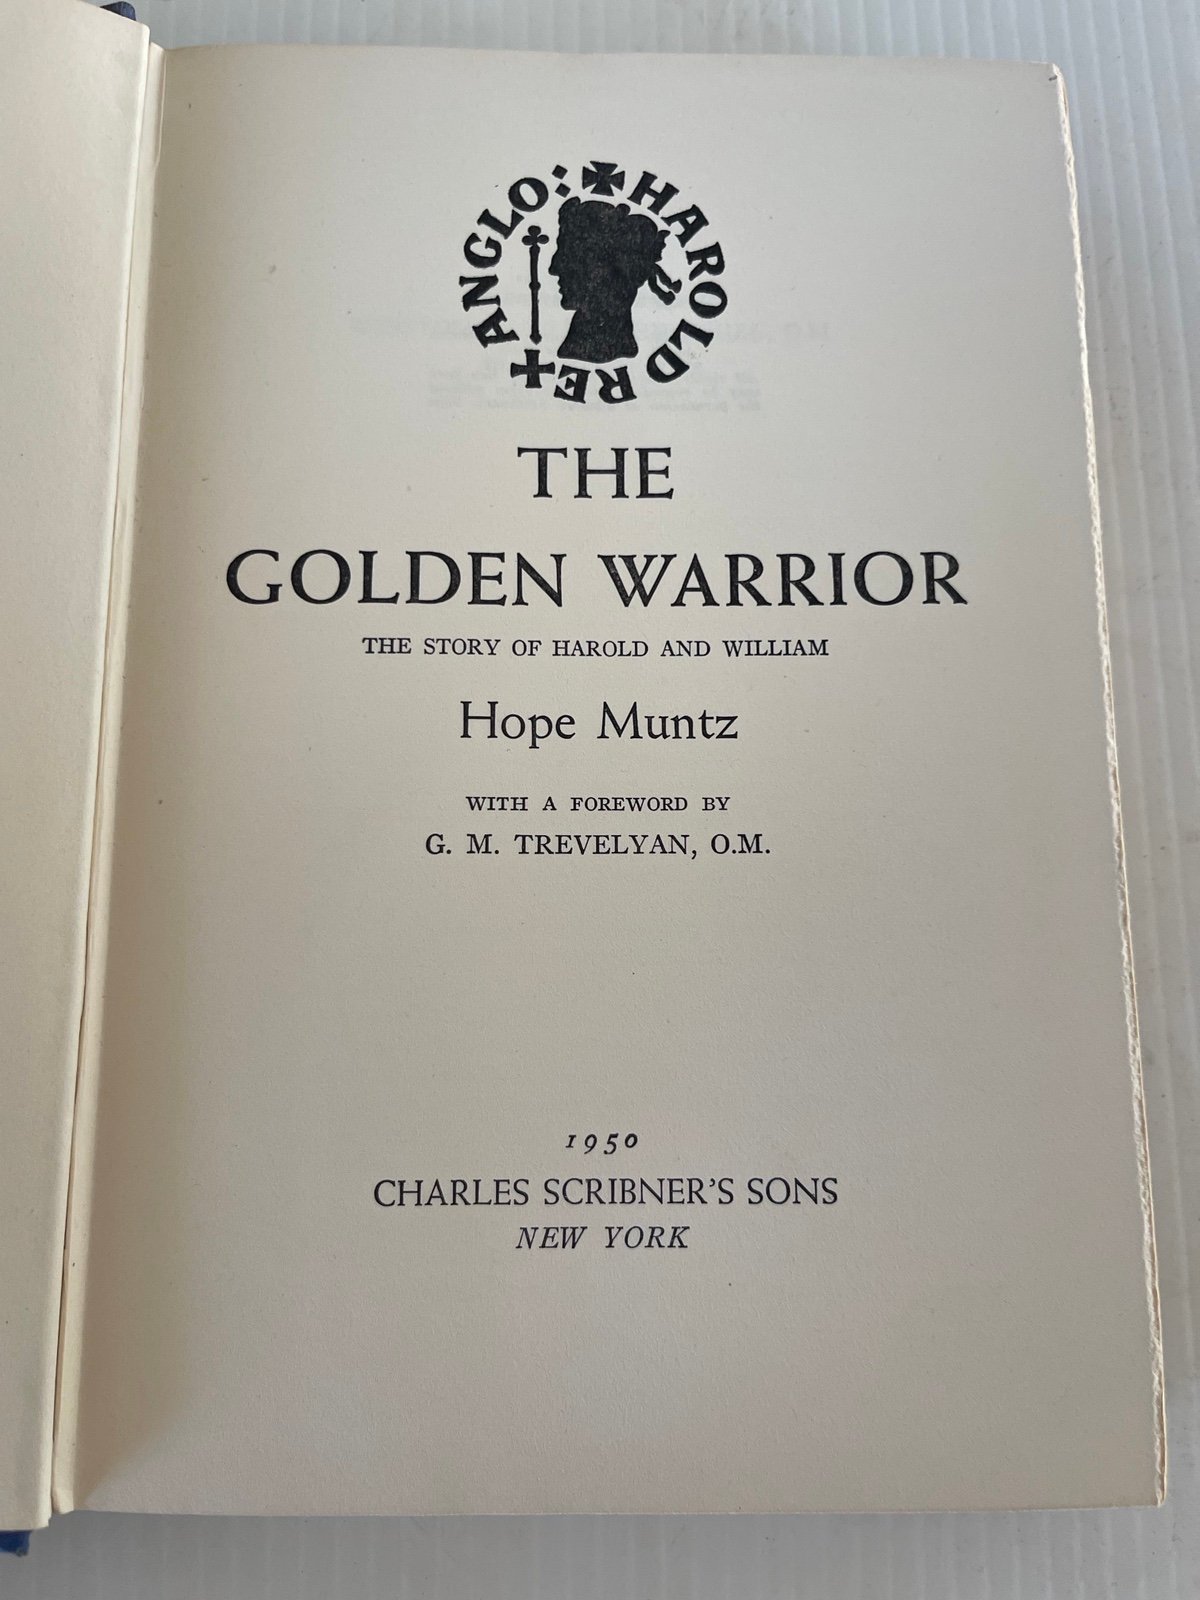 ✠ HAROLD RE✠ ANGLO:
THE
GOLDEN WARRIOR
THE STORY OF HAROLD AND WILLIAM
Hope Muntz
WITH A FOREWORD BY
G. M. TREVELYAN, O.M.
1950
CHARLES SCRIBNER'S SONS
NEW YORK